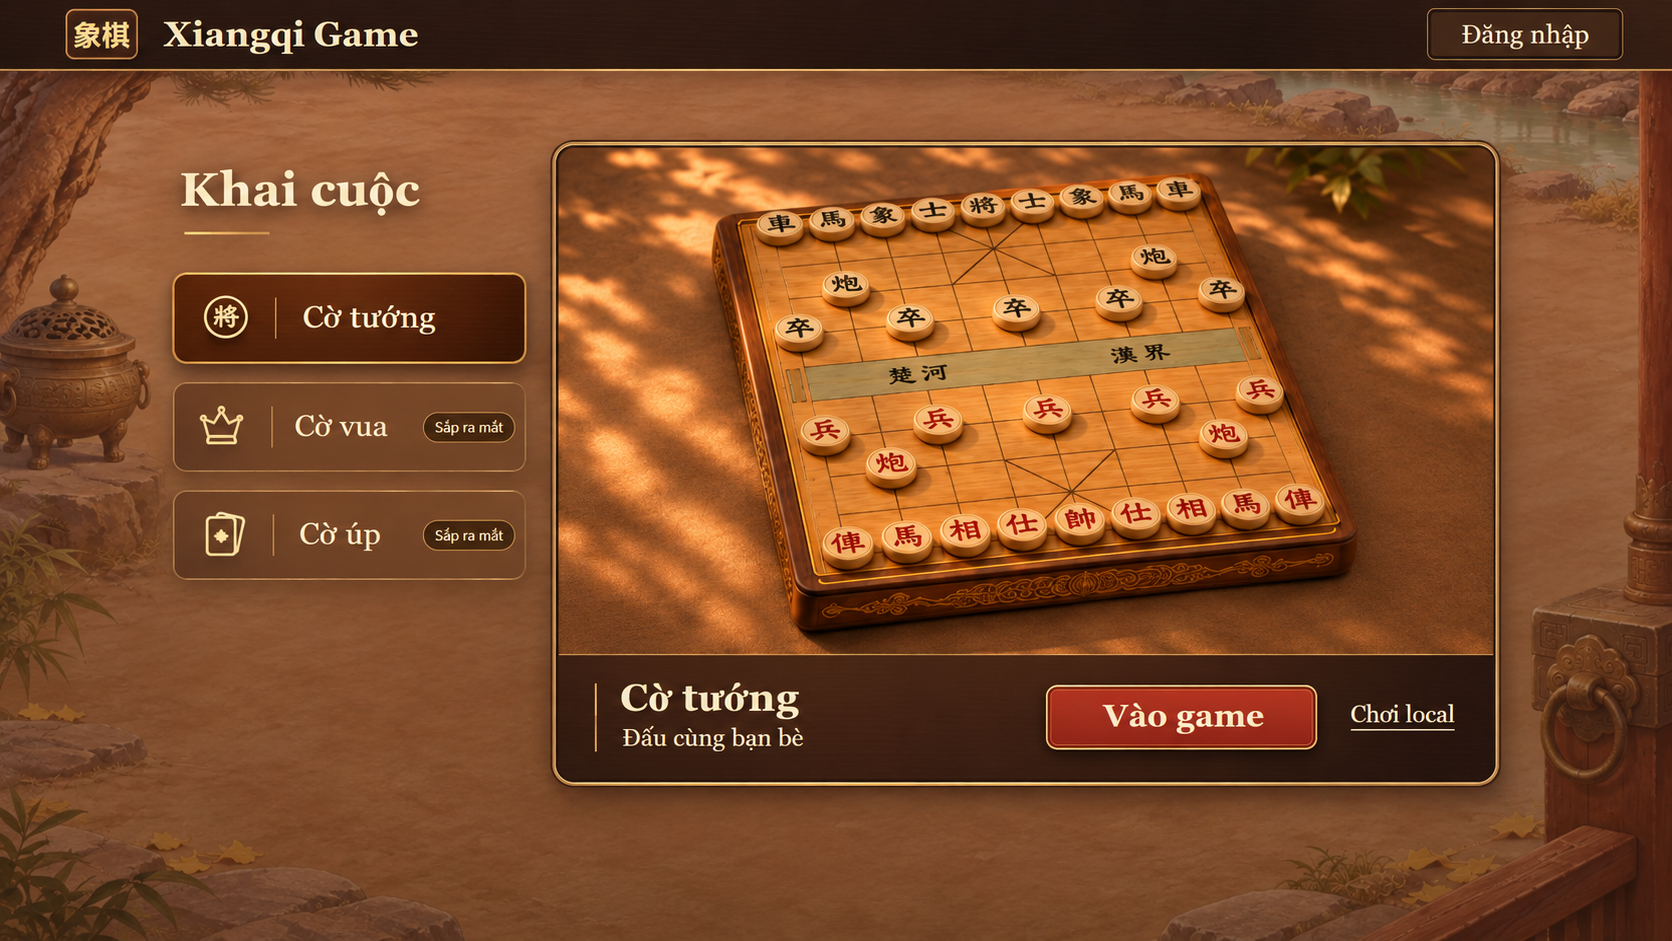 象棋 Xiangqi Game
Đăng nhập
Khai cuộc
將 Cờ tướng
Cờ vua Sắp ra mắt
Cờ úp Sắp ra mắt
車 馬 象 士 將 士 象 馬 車
炮 炮
卒 卒 卒 卒 卒
楚河 漢界
兵 兵 兵 兵 兵
炮 炮
俥 馬 相 仕 帥 仕 相 馬 俥
Cờ tướng
Đấu cùng bạn bè
Vào game
Chơi local